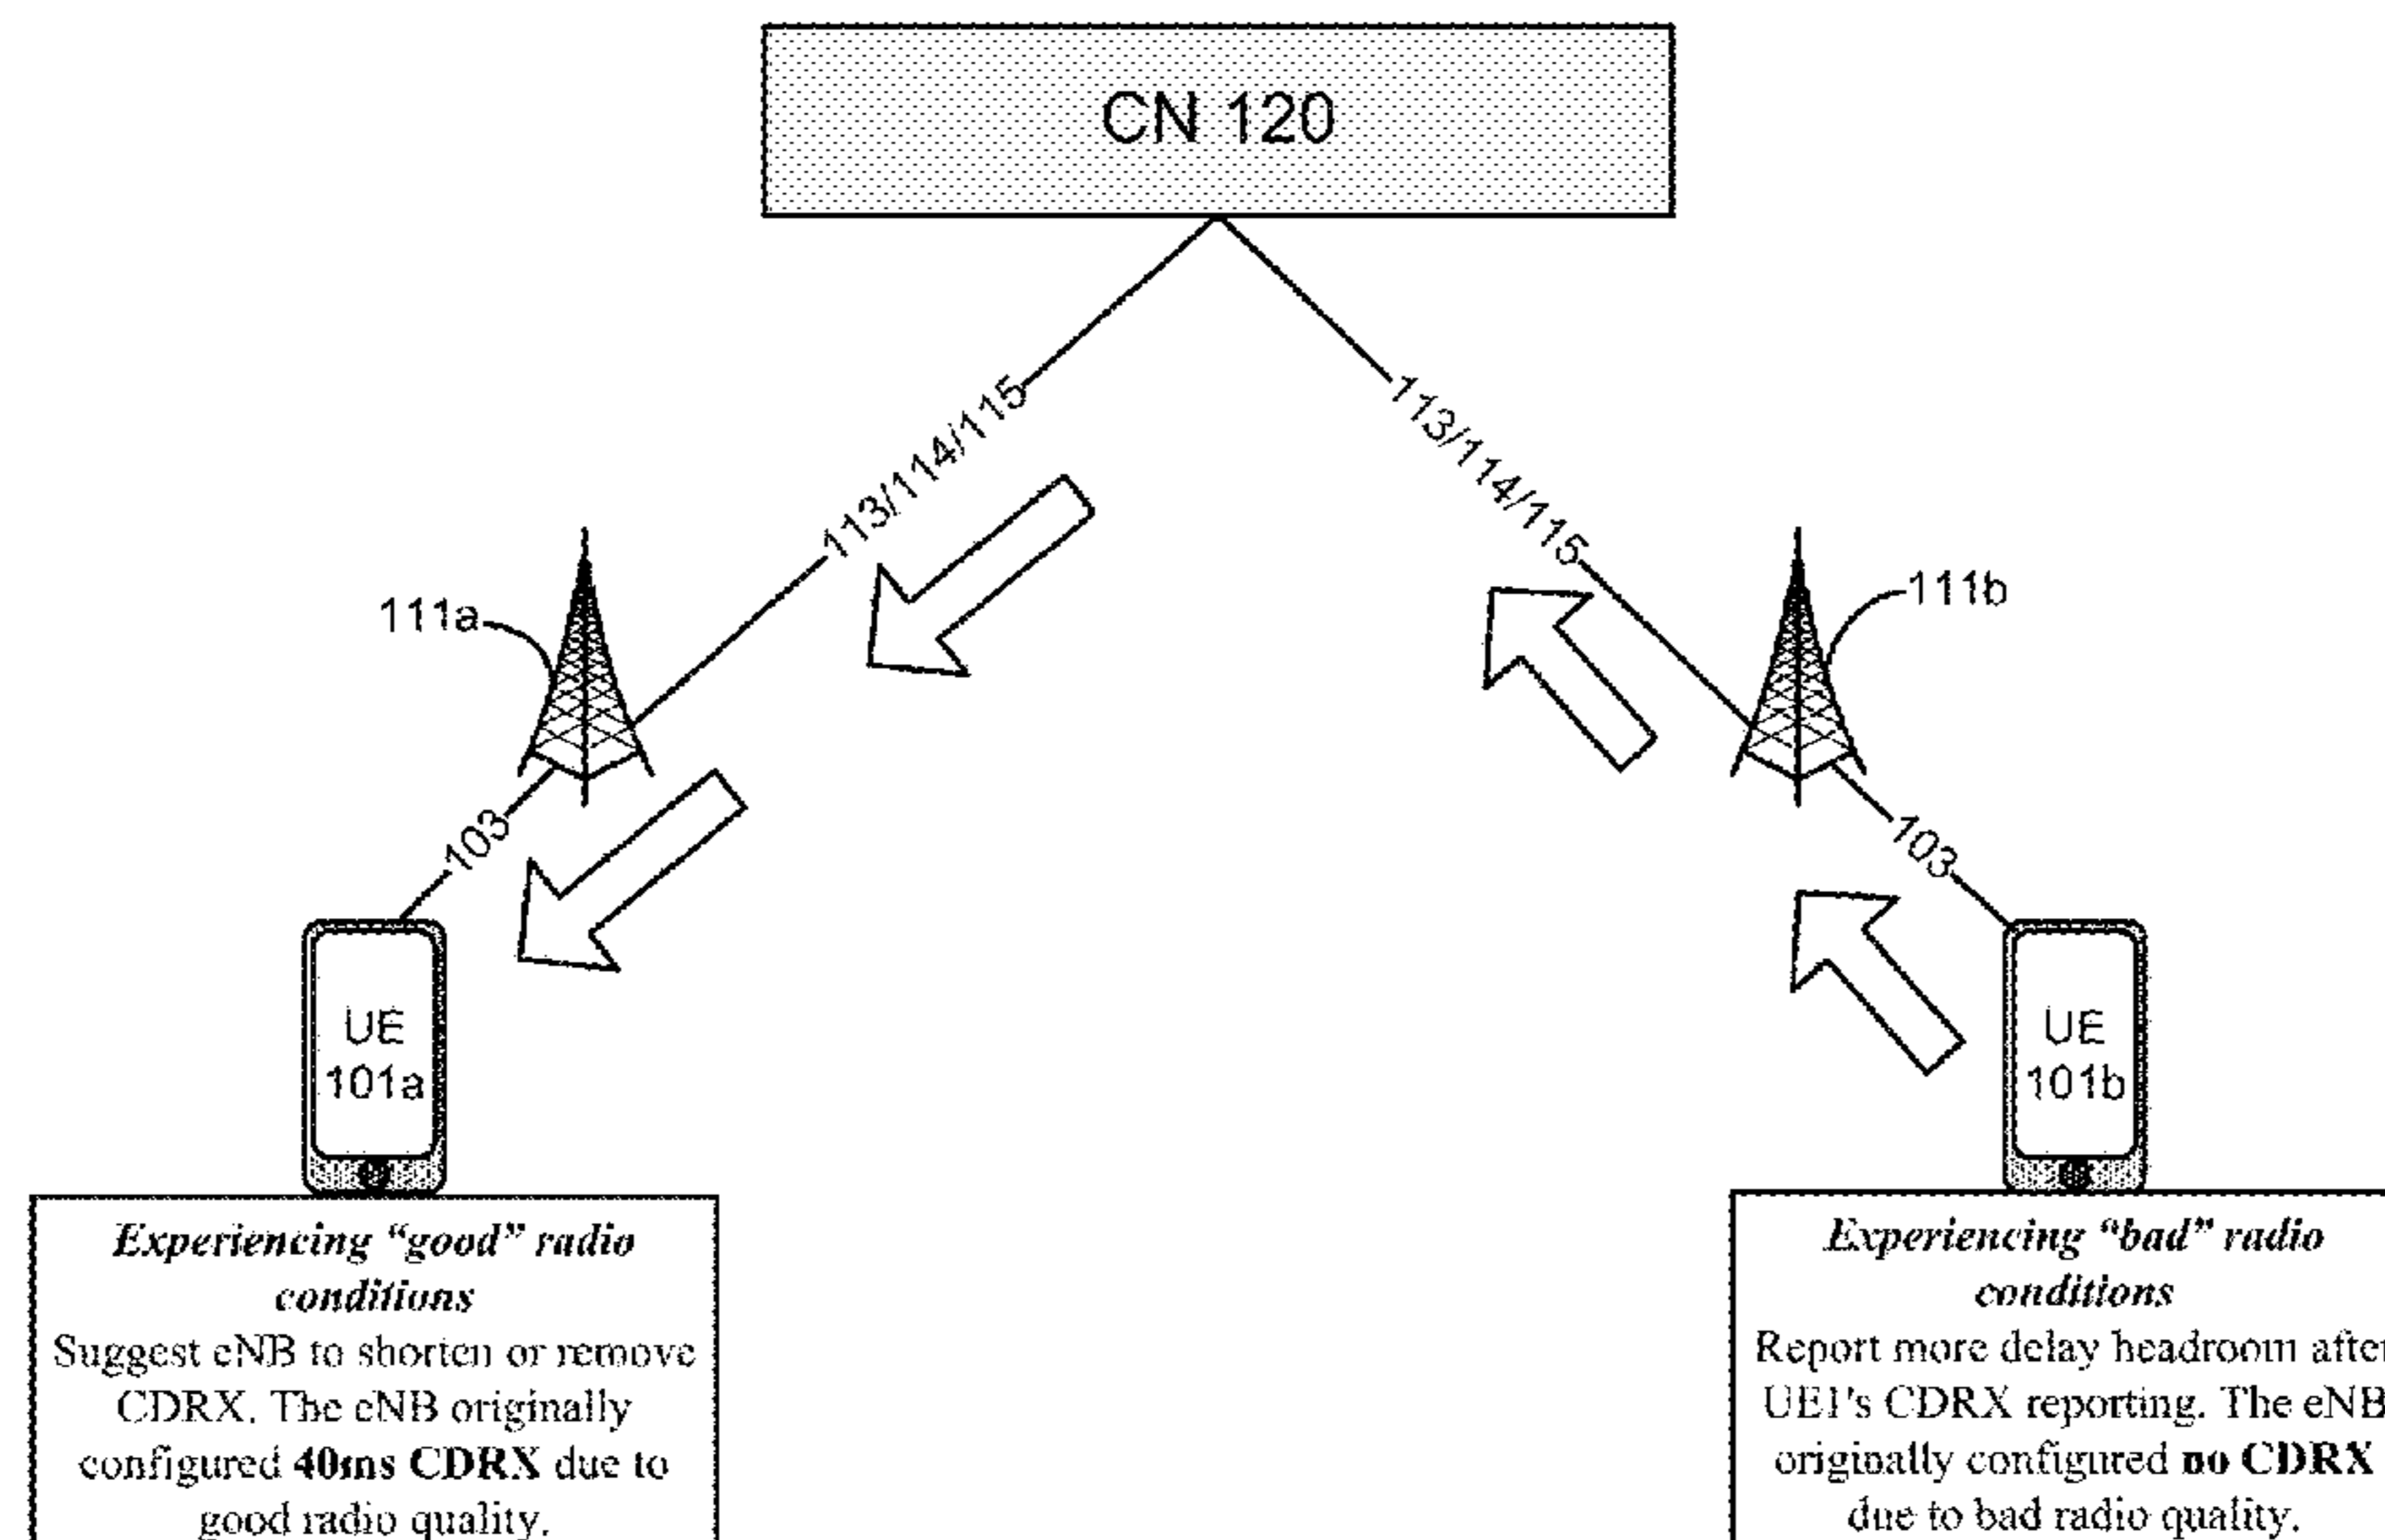 CN 120
113/114/115
113/114/115
111a
111b
103
103
UE
101a
UE
101b
Experiencing “good” radio
conditions
Suggest eNB to shorten or remove
CDRX. The eNB originally
configured 40ms CDRX due to
good radio quality.
Experiencing “bad” radio
conditions
Report more delay headroom after
UE1's CDRX reporting. The eNB
originally configured no CDRX
due to bad radio quality.